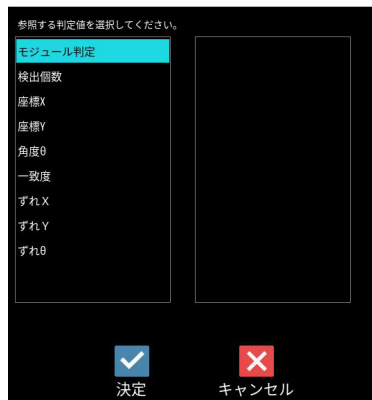 参照する判定値を選択してください。
モジュール判定
検出個数
座標X
座標Y
角度θ
一致度
ずれX
ずれY
ずれθ
決定
キャンセル